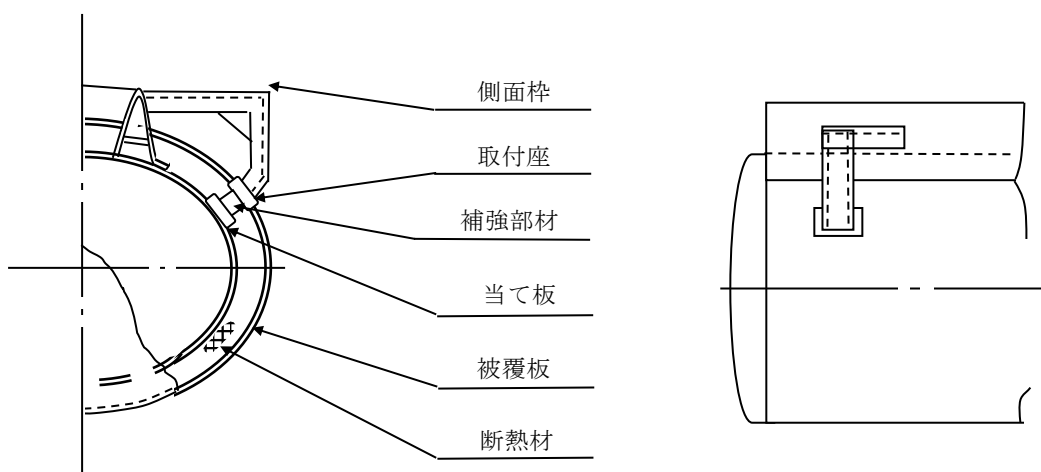 側面枠
取付座
補強部材
当て板
被覆板
断熱材